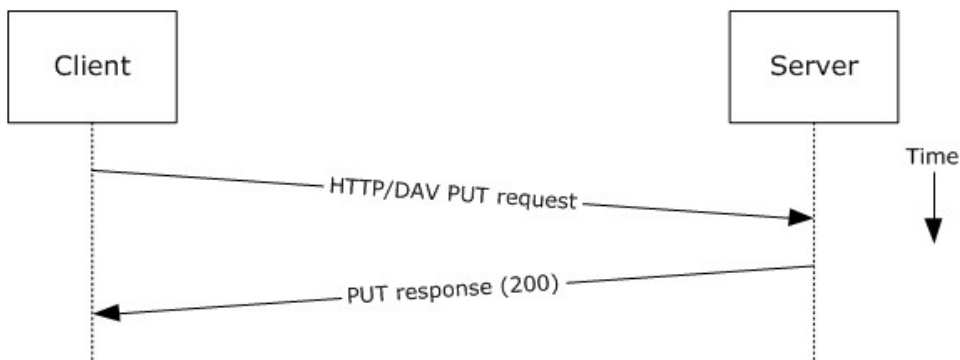 Client
Server
Time
HTTP/DAV PUT request
PUT response (200)